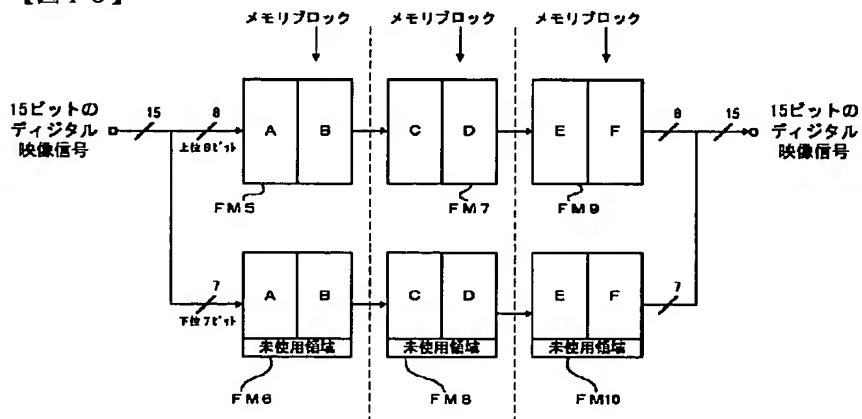 メモリブロック メモリブロック メモリブロック
15ビットの
ディジタル
映像信号
15
8
上位8ビット
A B
C D
E F
8
15
15ビットの
ディジタル
映像信号
FM5
FM7
FM9
7
下位7ビット
A B
C D
E F
7
未使用領域 未使用領域 未使用領域
FM6
FM8
FM10